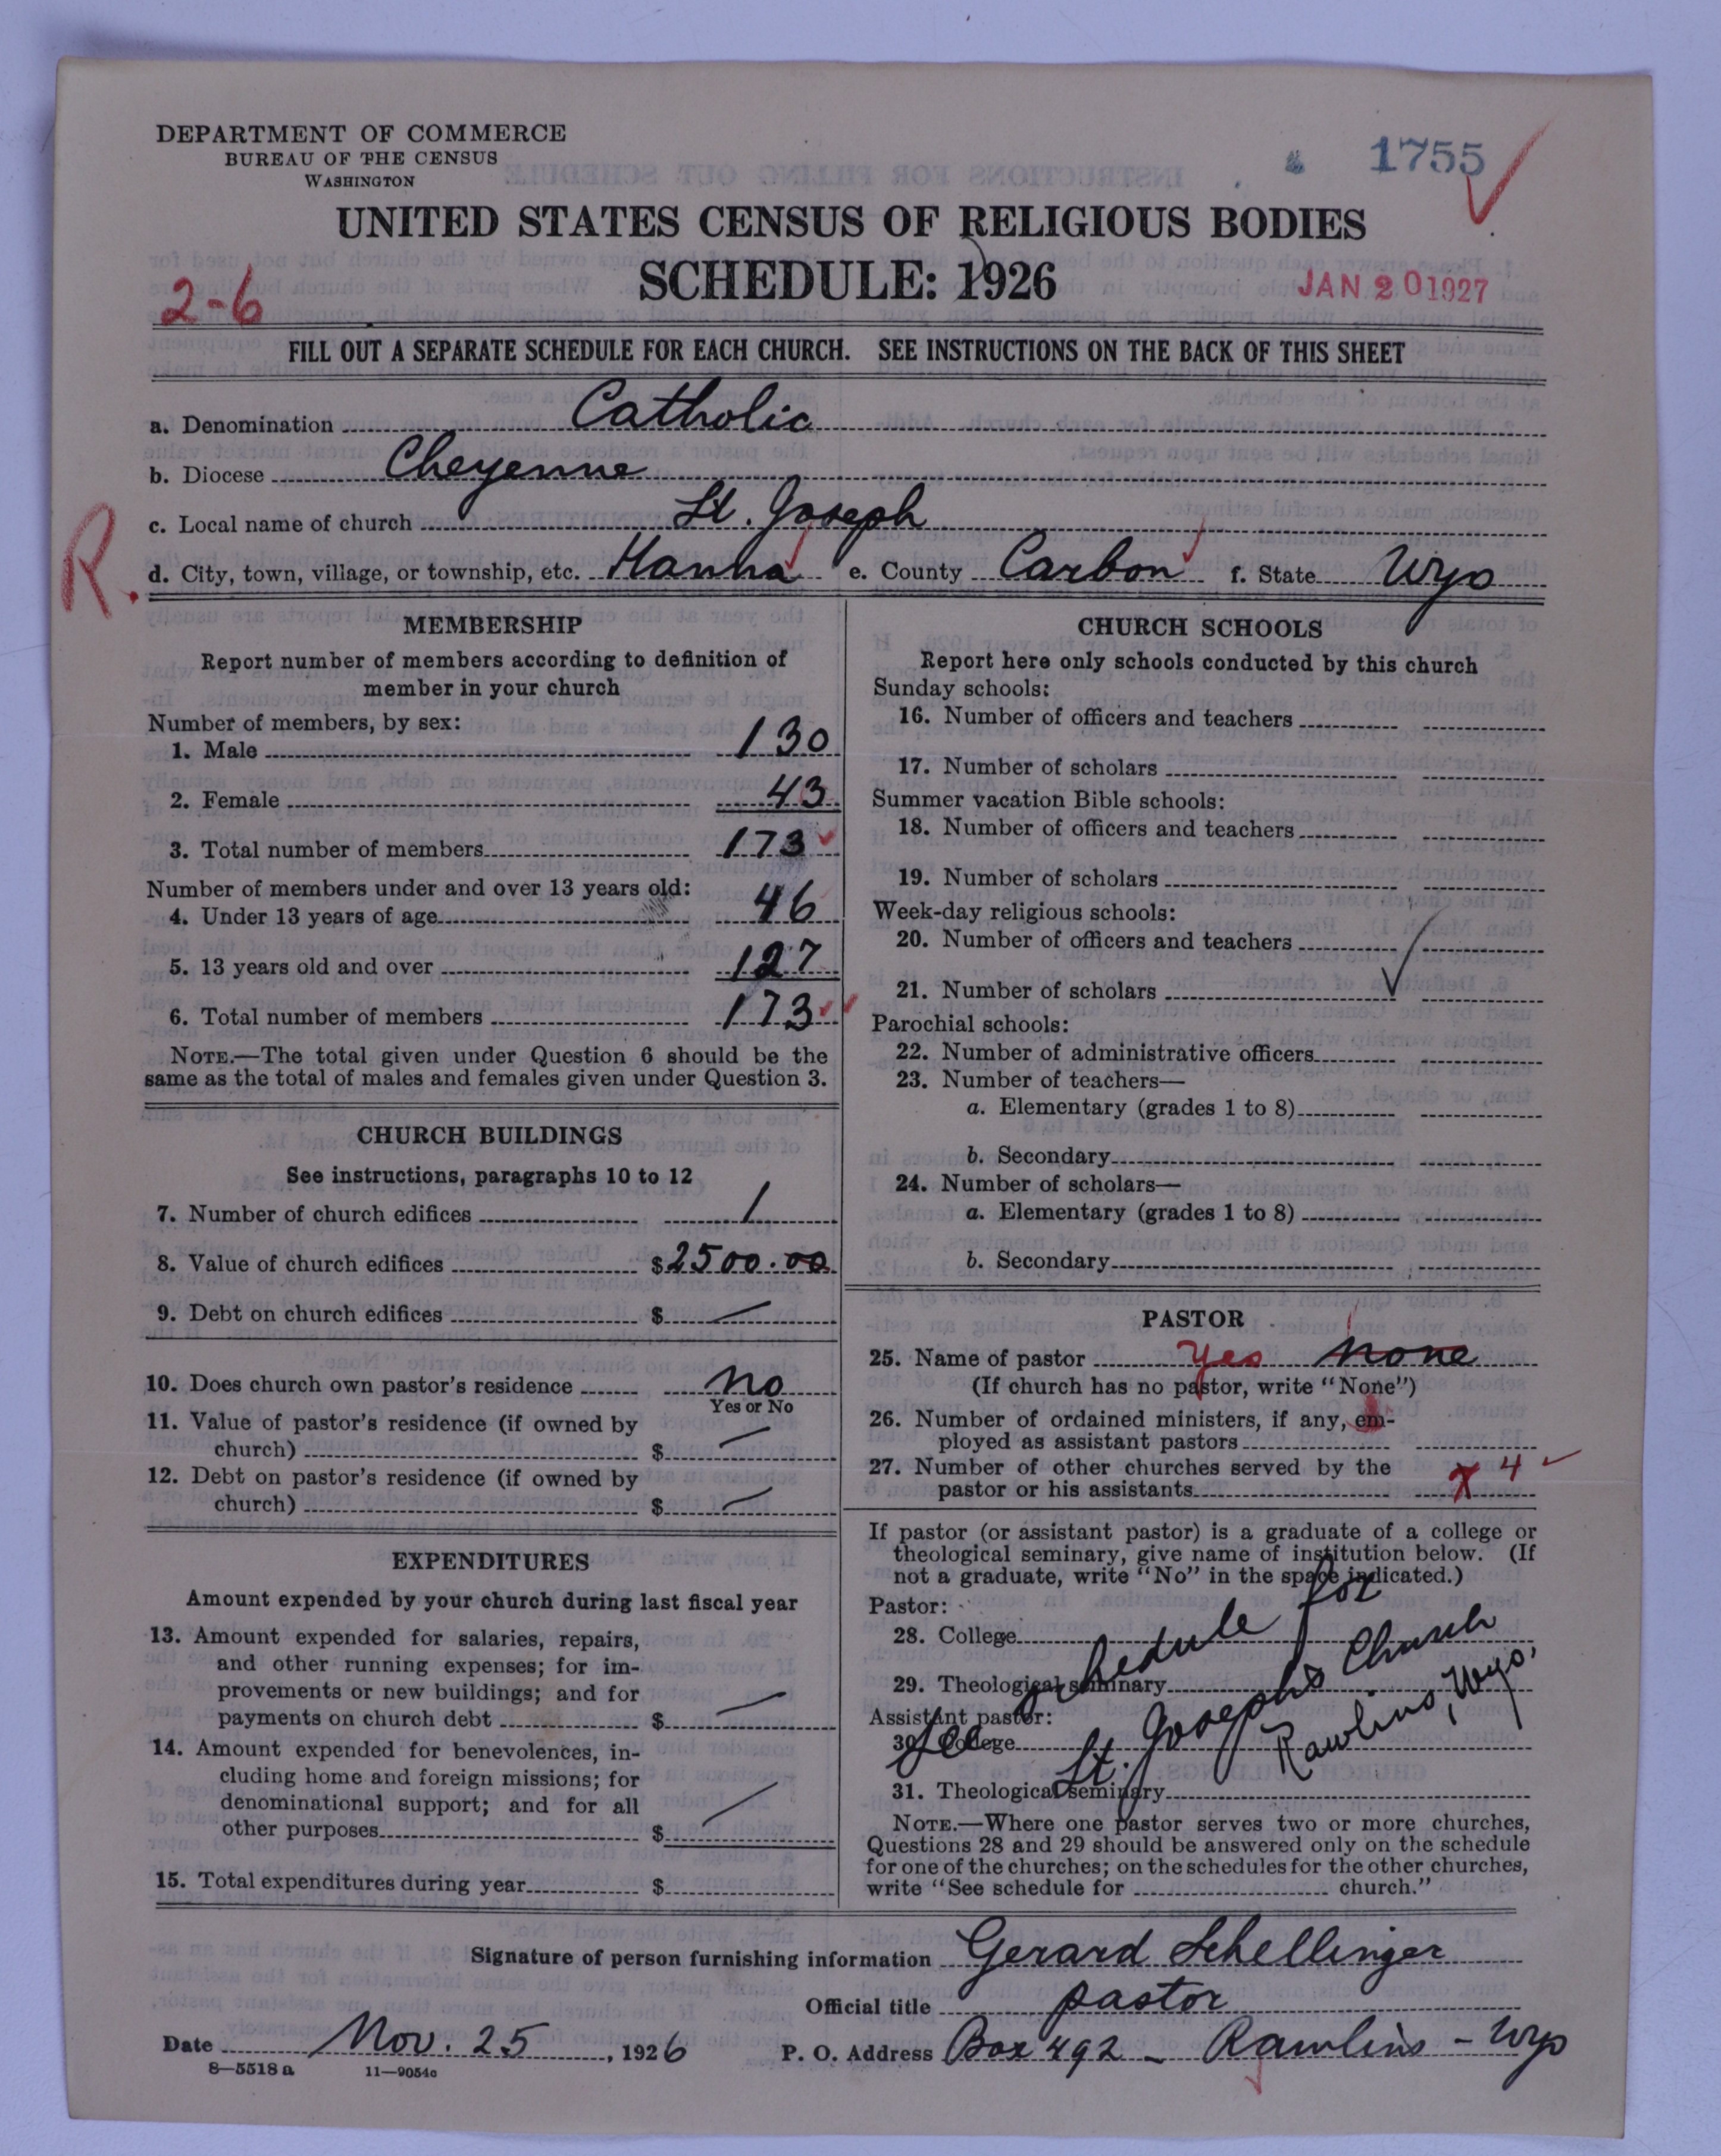 DEPARTMENT OF COMMERCE
BUREAU OF THE CENSUS
WASHINGTON
1755
UNITED STATES CENSUS OF RELIGIOUS BODIES
SCHEDULE: 1926
2-6
JAN 20 1927
FILL OUT A SEPARATE SCHEDULE FOR EACH CHURCH. SEE INSTRUCTIONS ON THE BACK OF THIS SHEET
a. Denomination Catholic
b. Diocese Cheyenne
c. Local name of church St. Joseph
R.
d. City, town, village, or township, etc. Hanna e. County Carbon f. State Wyo
MEMBERSHIP
Report number of members according to definition of
member in your church
Number of members, by sex:
1. Male 130
2. Female 43
3. Total number of members 173
Number of members under and over 13 years old:
4. Under 13 years of age 46
5. 13 years old and over 127
6. Total number of members 173
NOTE.—The total given under Question 6 should be the
same as the total of males and females given under Question 3.
CHURCH BUILDINGS
See instructions, paragraphs 10 to 12
7. Number of church edifices 1
8. Value of church edifices $2500.00
9. Debt on church edifices $ —
10. Does church own pastor's residence no
Yes or No
11. Value of pastor's residence (if owned by
church) $ —
12. Debt on pastor's residence (if owned by
church) $ —
EXPENDITURES
Amount expended by your church during last fiscal year
13. Amount expended for salaries, repairs,
and other running expenses; for im-
provements or new buildings; and for
payments on church debt $ —
14. Amount expended for benevolences, in-
cluding home and foreign missions; for
denominational support; and for all
other purposes $ —
15. Total expenditures during year $
CHURCH SCHOOLS
Report here only schools conducted by this church
Sunday schools:
16. Number of officers and teachers
17. Number of scholars
Summer vacation Bible schools:
18. Number of officers and teachers
19. Number of scholars
Week-day religious schools:
20. Number of officers and teachers
21. Number of scholars
Parochial schools:
22. Number of administrative officers
23. Number of teachers—
a. Elementary (grades 1 to 8)
b. Secondary
24. Number of scholars—
a. Elementary (grades 1 to 8)
b. Secondary
PASTOR
25. Name of pastor yes none
(If church has no pastor, write "None")
26. Number of ordained ministers, if any, em-
ployed as assistant pastors
27. Number of other churches served by the
pastor or his assistants x 4
If pastor (or assistant pastor) is a graduate of a college or
theological seminary, give name of institution below. (If
not a graduate, write "No" in the space indicated.)
Pastor:
28. College
29. Theological seminary
Assistant pastor:
30. College
31. Theological seminary
See schedule for
St. Josephs Church
Rawlins, Wyo.
NOTE.—Where one pastor serves two or more churches,
Questions 28 and 29 should be answered only on the schedule
for one of the churches; on the schedules for the other churches,
write "See schedule for church."
Signature of person furnishing information Gerard Schellinger
Official title pastor
Date Nov. 25, 1926 P. O. Address Box 492 - Rawlins - Wyo
8—5518 a 11—9054c